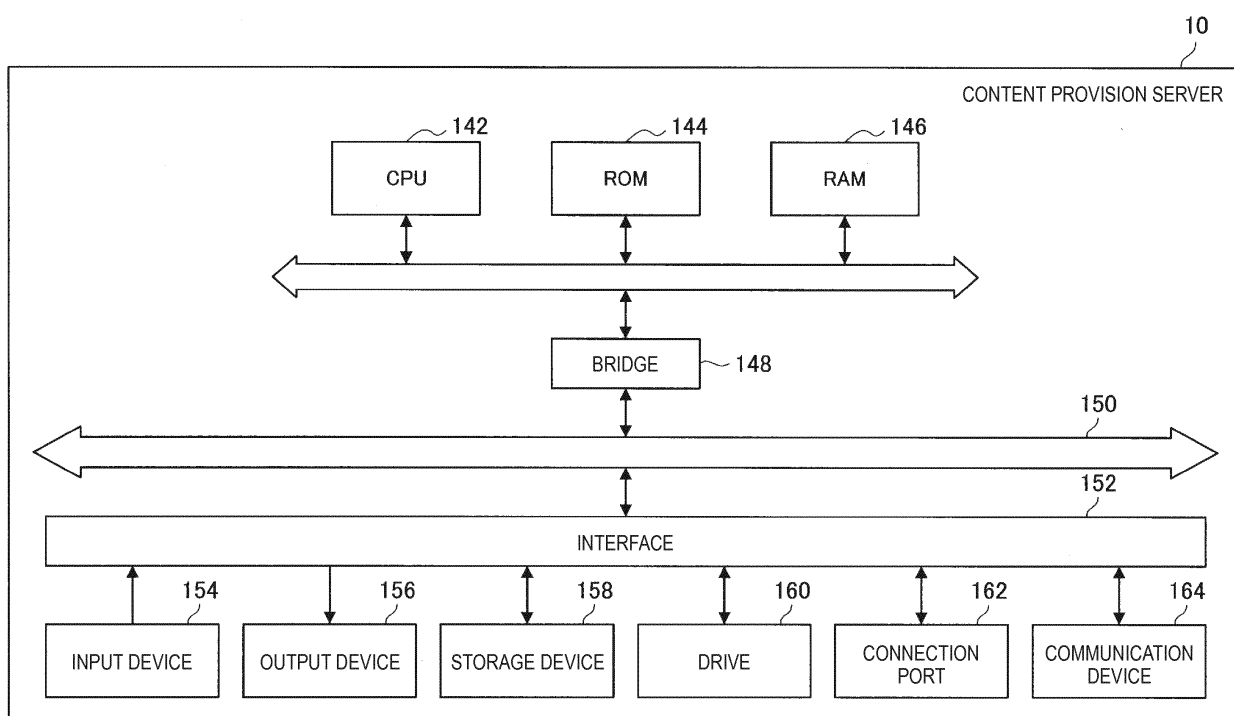 10
CONTENT PROVISION SERVER
142
144
146
CPU
ROM
RAM
BRIDGE
148
150
152
INTERFACE
154
156
158
160
162
164
INPUT DEVICE
OUTPUT DEVICE
STORAGE DEVICE
DRIVE
CONNECTION
PORT
COMMUNICATION
DEVICE